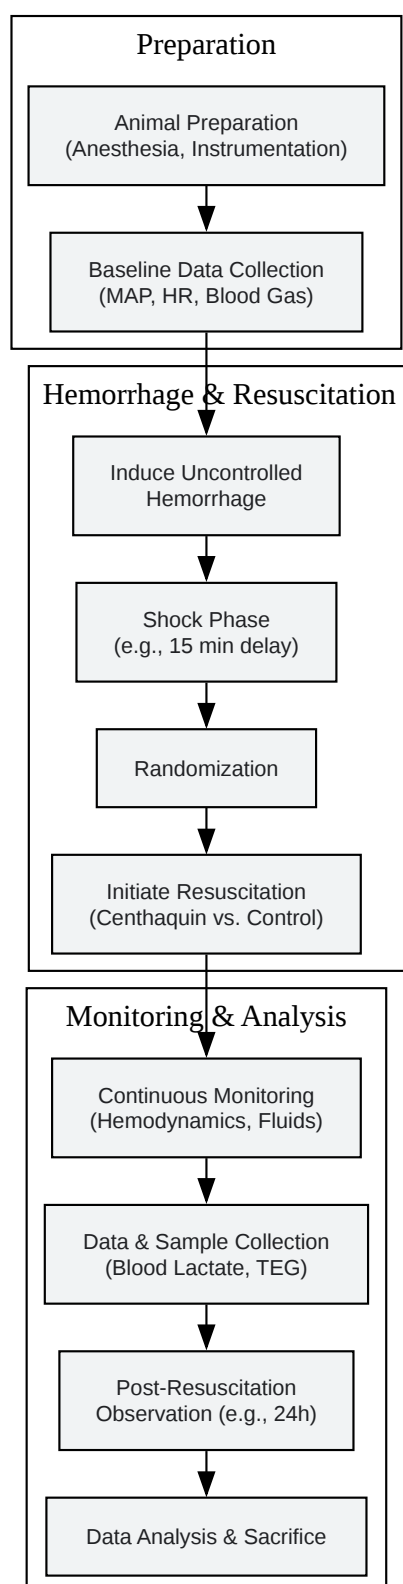 Preparation
Animal Preparation
(Anesthesia, Instrumentation)
Baseline Data Collection
(MAP, HR, Blood Gas)
Hemorrhage & Resuscitation
Induce Uncontrolled
Hemorrhage
Shock Phase
(e.g., 15 min delay)
Randomization
Initiate Resuscitation
(Centhaquin vs. Control)
Monitoring & Analysis
Continuous Monitoring
(Hemodynamics, Fluids)
Data & Sample Collection
(Blood Lactate, TEG)
Post-Resuscitation
Observation (e.g., 24h)
Data Analysis & Sacrifice